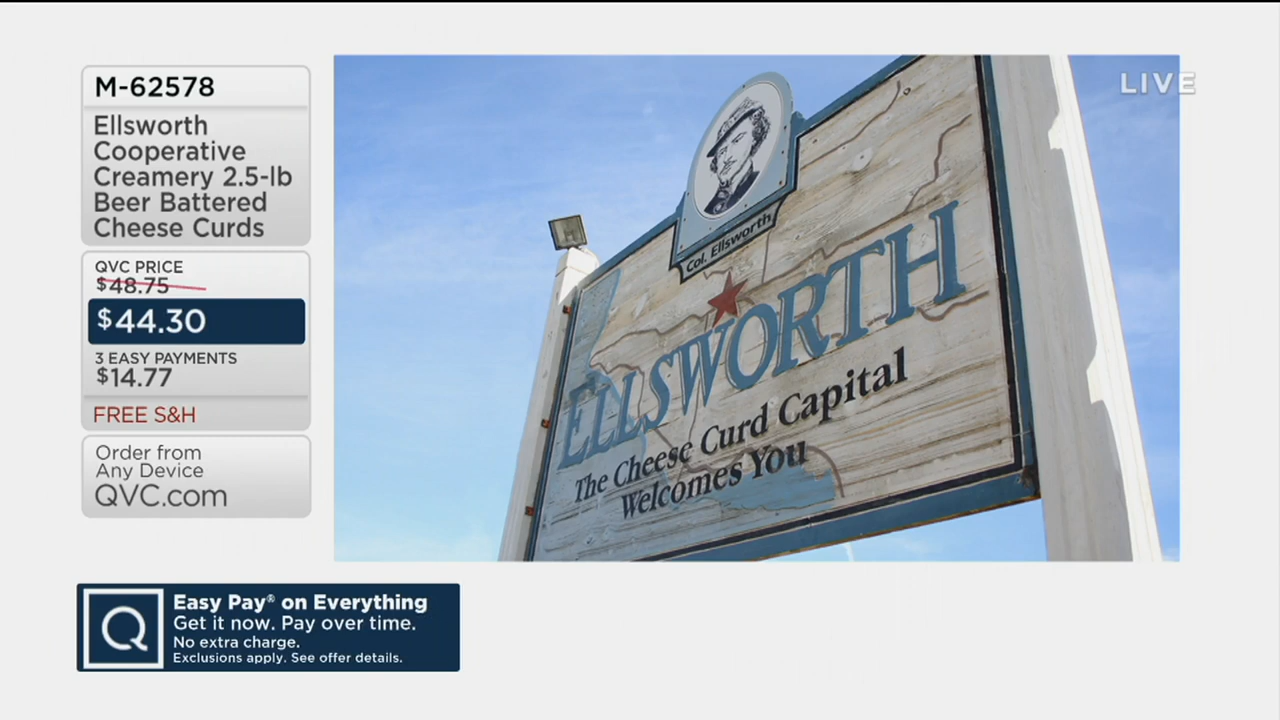 M-62578
Ellsworth
Cooperative
Creamery 2.5-lb
Beer Battered
Cheese Curds
QVC PRICE
$48.75
$44.30
3 EASY PAYMENTS
$14.77
FREE S&H
Order from
Any Device
QVC.com
LIVE
Col. Ellsworth
ELLSWORTH
The Cheese Curd Capital
Welcomes You
Q
Easy Pay® on Everything
Get it now. Pay over time.
No extra charge.
Exclusions apply. See offer details.